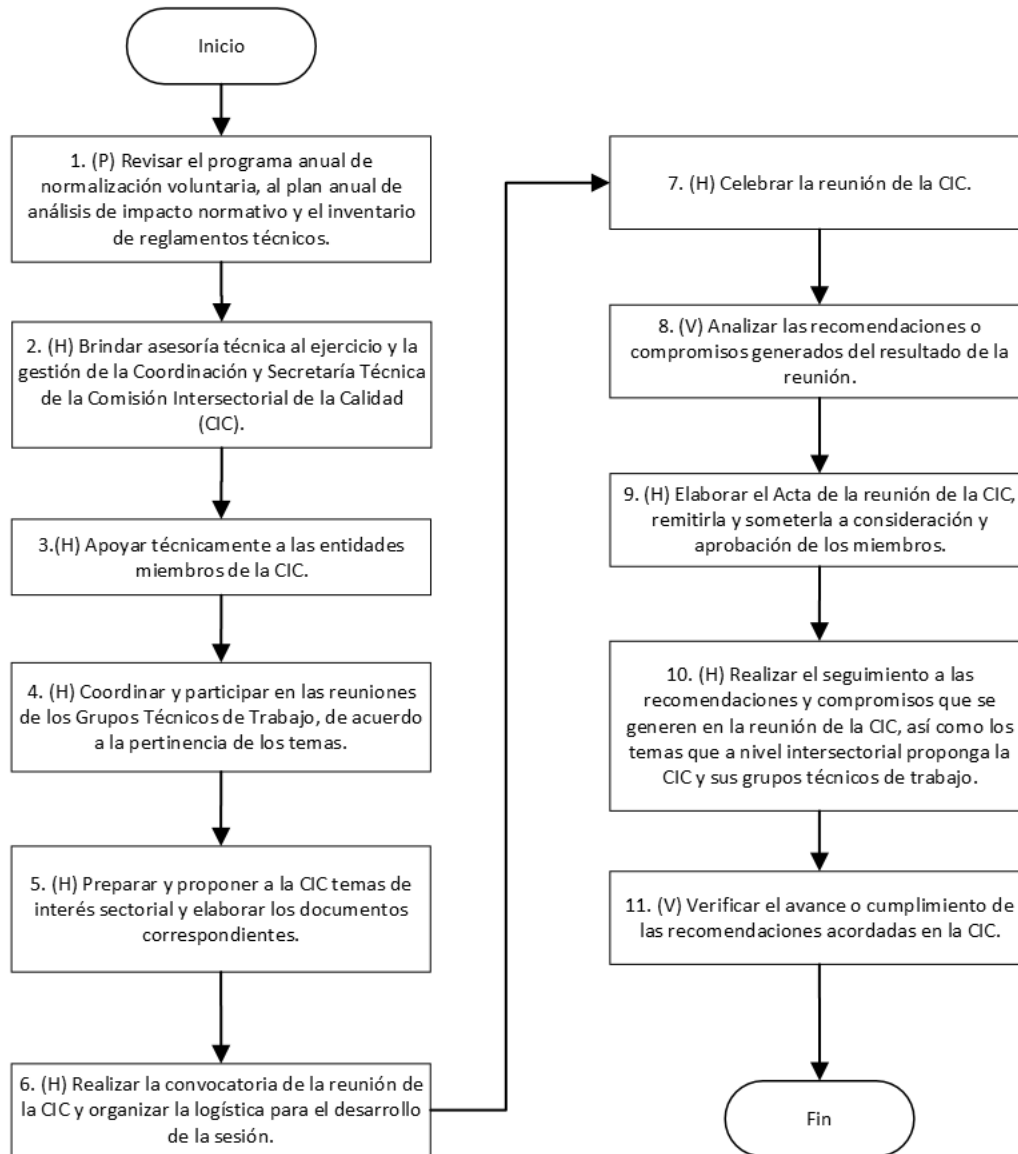 Inicio
1. (P) Revisar el programa anual de
normalización voluntaria, al plan anual de
análisis de impacto normativo y el inventario
de reglamentos técnicos.
2. (H) Brindar asesoría técnica al ejercicio y la
gestión de la Coordinación y Secretaría Técnica
de la Comisión Intersectorial de la Calidad
(CIC).
3.(H) Apoyar técnicamente a las entidades
miembros de la CIC.
4. (H) Coordinar y participar en las reuniones
de los Grupos Técnicos de Trabajo, de acuerdo
a la pertinencia de los temas.
5. (H) Preparar y proponer a la CIC temas de
interés sectorial y elaborar los documentos
correspondientes.
6. (H) Realizar la convocatoria de la reunión de
la CIC y organizar la logística para el desarrollo
de la sesión.
7. (H) Celebrar la reunión de la CIC.
8. (V) Analizar las recomendaciones o
compromisos generados del resultado de la
reunión.
9. (H) Elaborar el Acta de la reunión de la CIC,
remitirla y someterla a consideración y
aprobación de los miembros.
10. (H) Realizar el seguimiento a las
recomendaciones y compromisos que se
generen en la reunión de la CIC, así como los
temas que a nivel intersectorial proponga la
CIC y sus grupos técnicos de trabajo.
11. (V) Verificar el avance o cumplimiento de
las recomendaciones acordadas en la CIC.
Fin